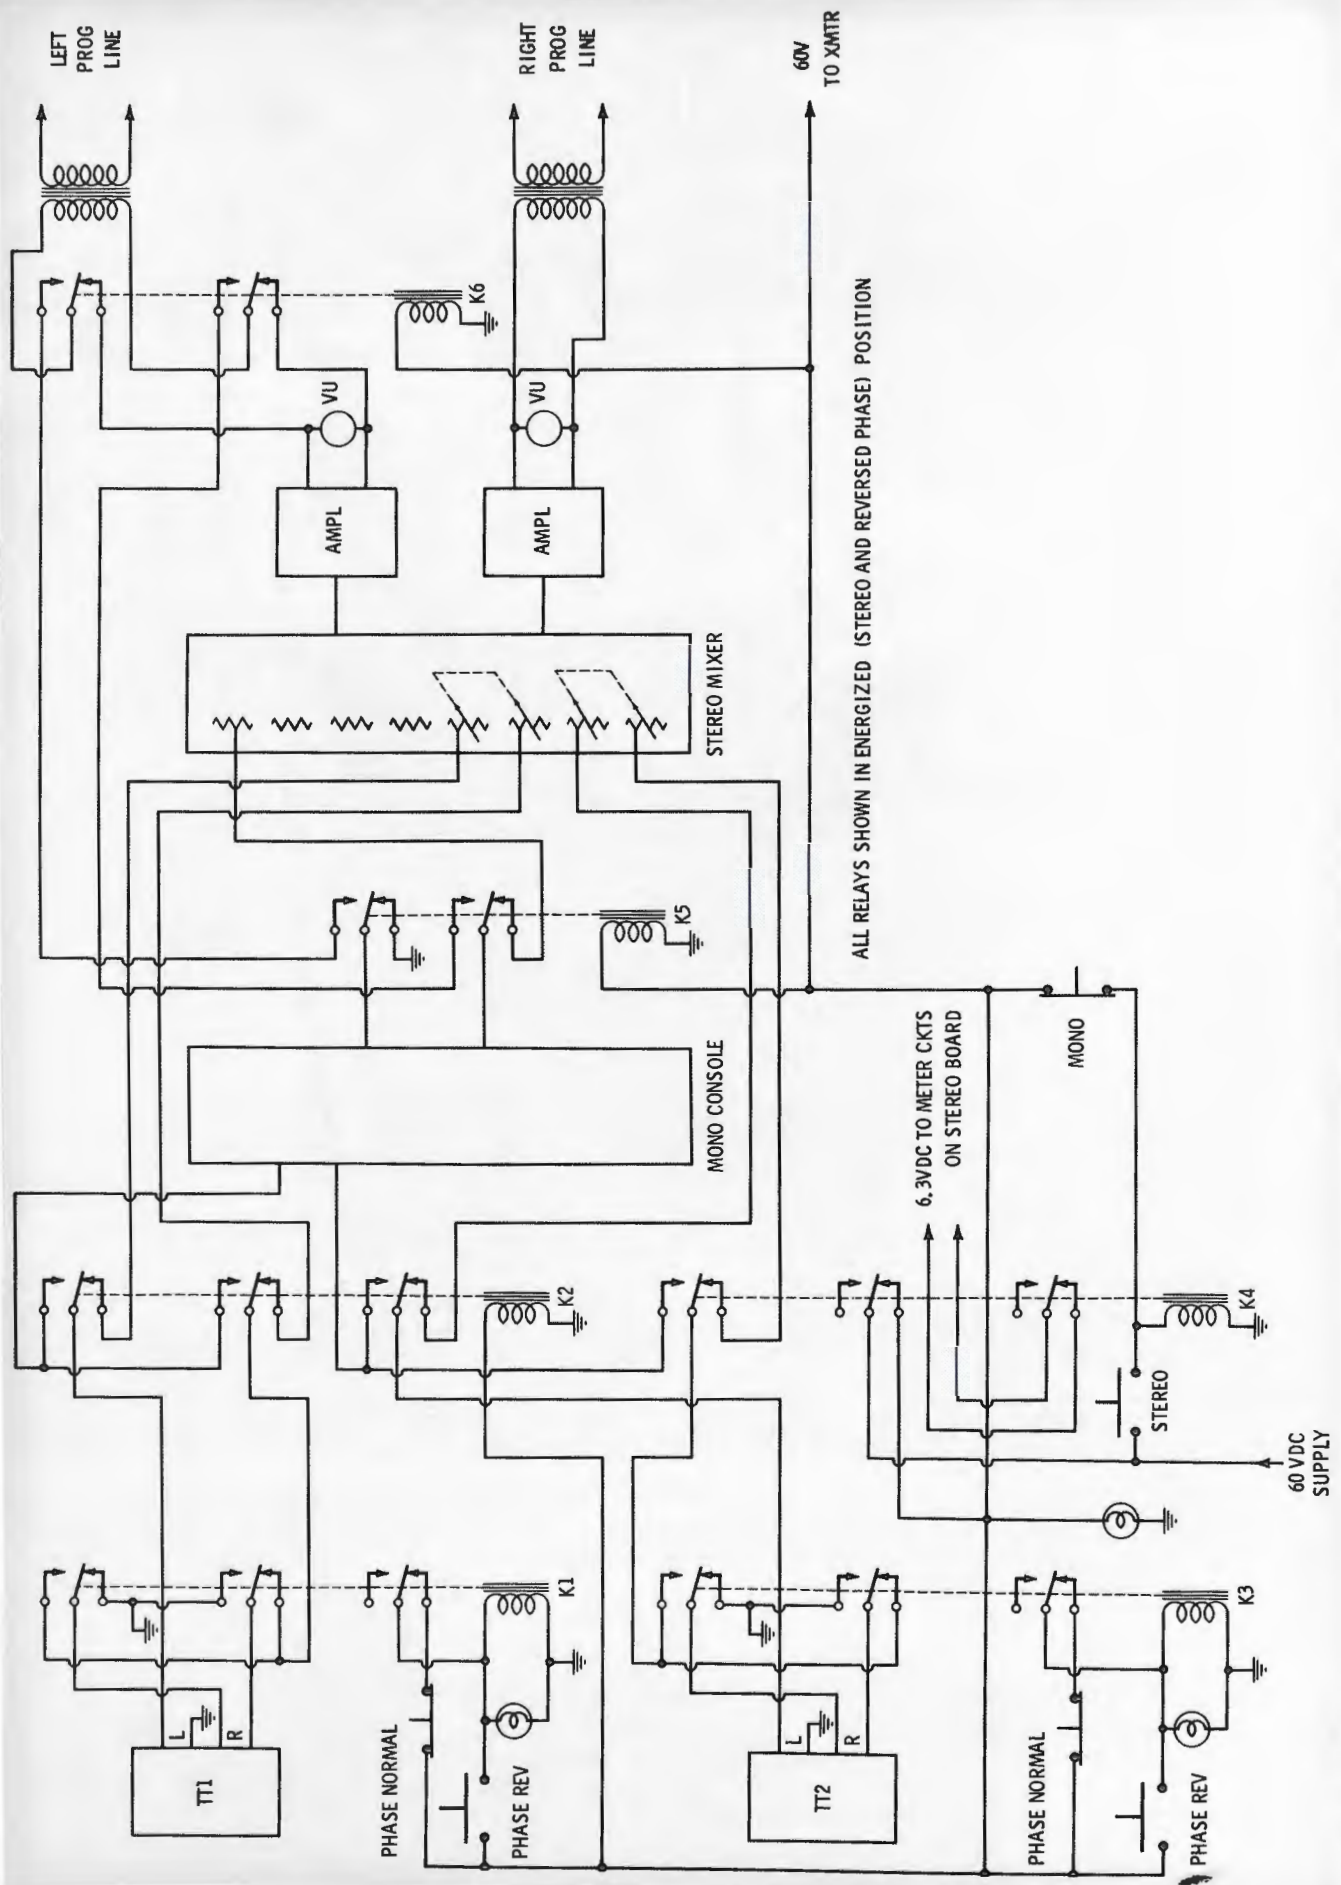 LEFT
PROG
LINE
RIGHT
PROG
LINE
60V
TO XMTR
K6
VU
VU
AMPL
AMPL
STEREO MIXER
ALL RELAYS SHOWN IN ENERGIZED (STEREO AND REVERSED PHASE) POSITION
K5
MONO CONSOLE
6.3VDC TO METER CKTS
ON STEREO BOARD
MONO
K2
K4
STEREO
60 VDC
SUPPLY
K1
K3
L
R
TT1
PHASE NORMAL
PHASE REV
L
R
TT2
PHASE NORMAL
PHASE REV